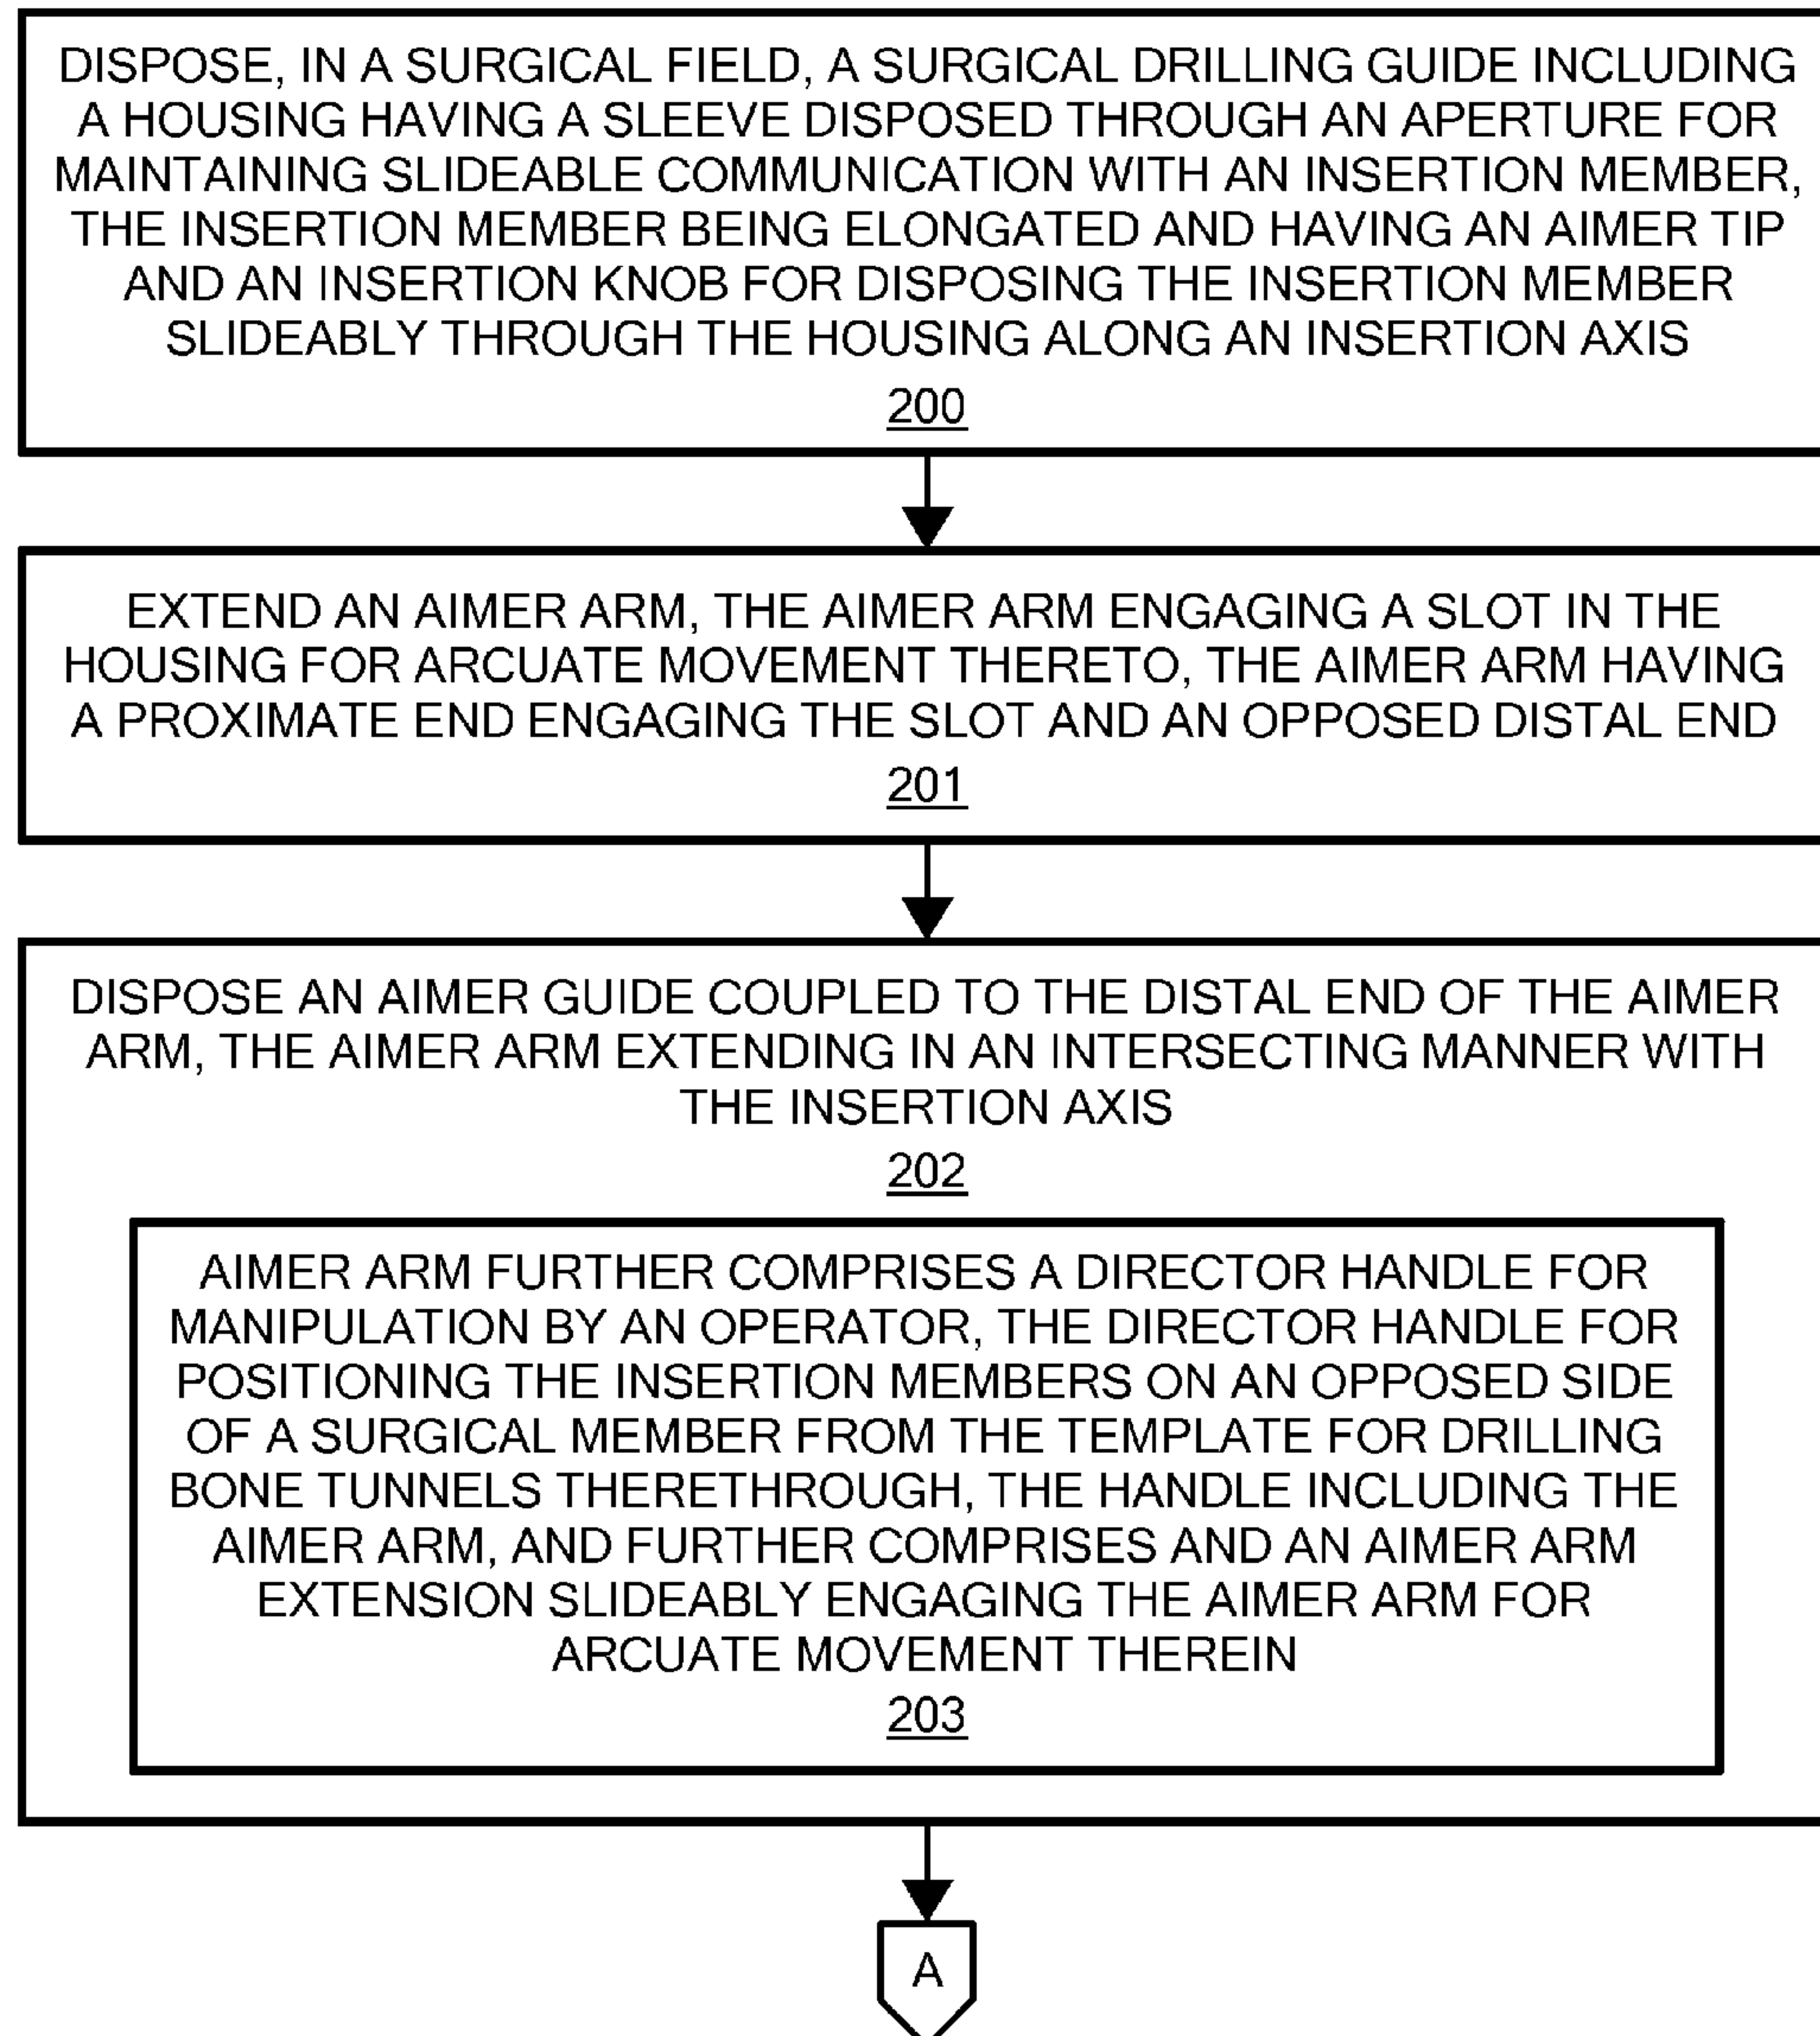 DISPOSE, IN A SURGICAL FIELD, A SURGICAL DRILLING GUIDE INCLUDING
A HOUSING HAVING A SLEEVE DISPOSED THROUGH AN APERTURE FOR
MAINTAINING SLIDEABLE COMMUNICATION WITH AN INSERTION MEMBER,
THE INSERTION MEMBER BEING ELONGATED AND HAVING AN AIMER TIP
AND AN INSERTION KNOB FOR DISPOSING THE INSERTION MEMBER
SLIDEABLY THROUGH THE HOUSING ALONG AN INSERTION AXIS
200
EXTEND AN AIMER ARM, THE AIMER ARM ENGAGING A SLOT IN THE
HOUSING FOR ARCUATE MOVEMENT THERETO, THE AIMER ARM HAVING
A PROXIMATE END ENGAGING THE SLOT AND AN OPPOSED DISTAL END
201
DISPOSE AN AIMER GUIDE COUPLED TO THE DISTAL END OF THE AIMER
ARM, THE AIMER ARM EXTENDING IN AN INTERSECTING MANNER WITH
THE INSERTION AXIS
202
AIMER ARM FURTHER COMPRISES A DIRECTOR HANDLE FOR
MANIPULATION BY AN OPERATOR, THE DIRECTOR HANDLE FOR
POSITIONING THE INSERTION MEMBERS ON AN OPPOSED SIDE
OF A SURGICAL MEMBER FROM THE TEMPLATE FOR DRILLING
BONE TUNNELS THERETHROUGH, THE HANDLE INCLUDING THE
AIMER ARM, AND FURTHER COMPRISES AND AN AIMER ARM
EXTENSION SLIDEABLY ENGAGING THE AIMER ARM FOR
ARCUATE MOVEMENT THEREIN
203
A